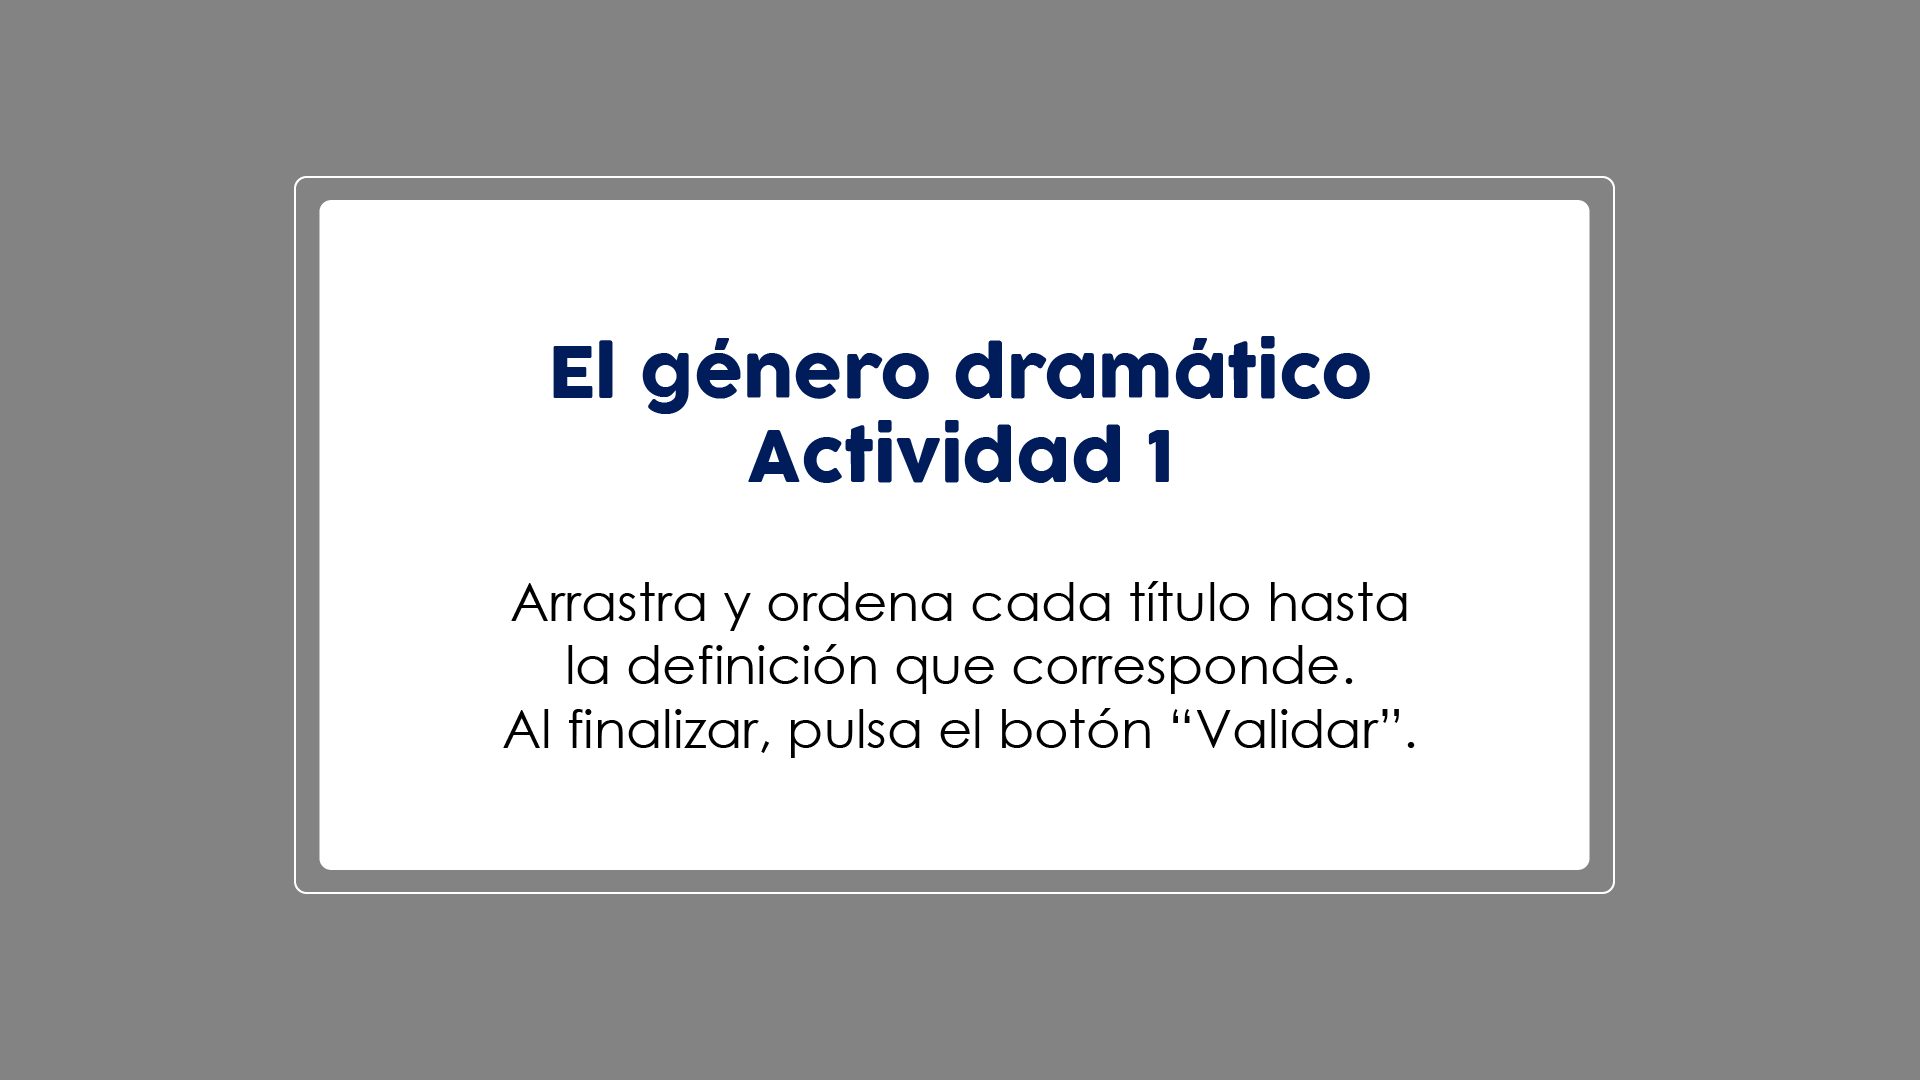 El género dramático
Actividad 1
Arrastra y ordena cada título hasta
la definición que corresponde.
Al finalizar, pulsa el botón “Validar”.